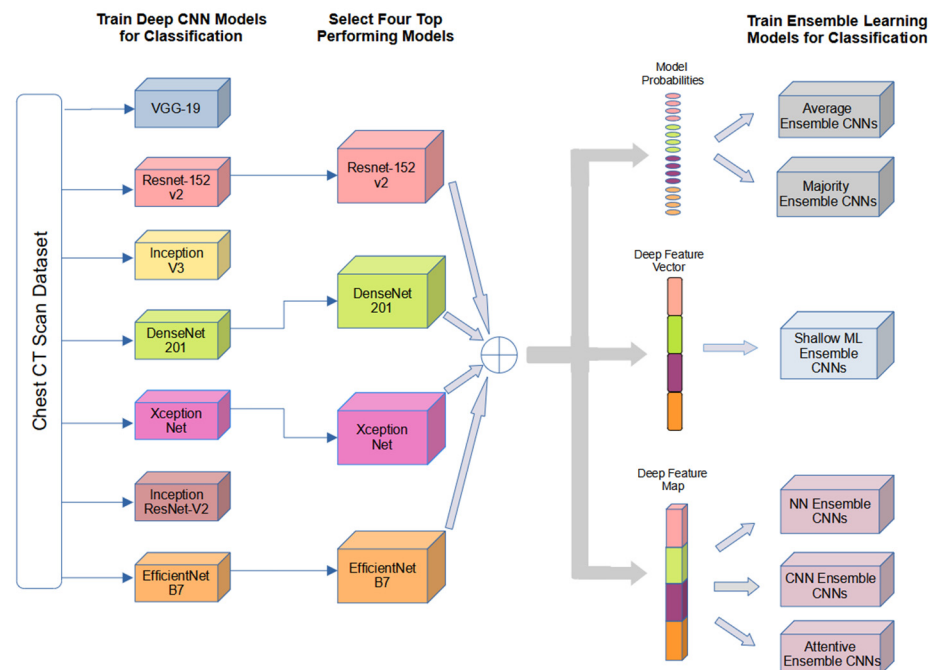 Train Deep CNN Models
for Classification
Select Four Top
Performing Models
Train Ensemble Learning
Models for Classification
Chest CT Scan Dataset
VGG-19
Resnet-152
v2
Inception
V3
DenseNet
201
Xception
Net
Inception
ResNet-V2
EfficientNet
B7
Resnet-152
v2
DenseNet
201
Xception
Net
EfficientNet
B7
Model
Probabilities
Deep Feature
Vector
Deep Feature
Map
Average
Ensemble CNNs
Majority
Ensemble CNNs
Shallow ML
Ensemble
CNNs
NN Ensemble
CNNs
CNN Ensemble
CNNs
Attentive
Ensemble CNNs